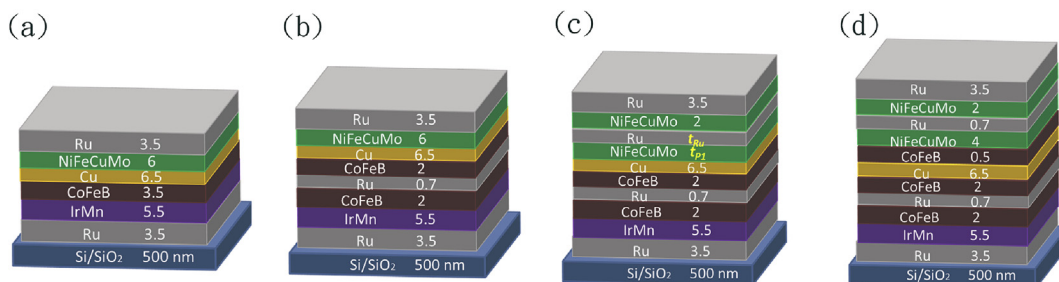 (a)
Ru 3.5
NiFeCuMo 6
Cu 6.5
CoFeB 3.5
IrMn 5.5
Ru 3.5
Si/SiO₂ 500 nm
(b)
Ru 3.5
NiFeCuMo 6
Cu 6.5
CoFeB 2
Ru 0.7
CoFeB 2
IrMn 5.5
Ru 3.5
Si/SiO₂ 500 nm
(c)
Ru 3.5
NiFeCuMo 2
Ru tRu
NiFeCuMo tP1
Cu 6.5
CoFeB 2
Ru 0.7
CoFeB 2
IrMn 5.5
Ru 3.5
Si/SiO₂ 500 nm
(d)
Ru 3.5
NiFeCuMo 2
Ru 0.7
NiFeCuMo 4
CoFeB 0.5
Cu 6.5
CoFeB 2
Ru 0.7
CoFeB 2
IrMn 5.5
Ru 3.5
Si/SiO₂ 500 nm